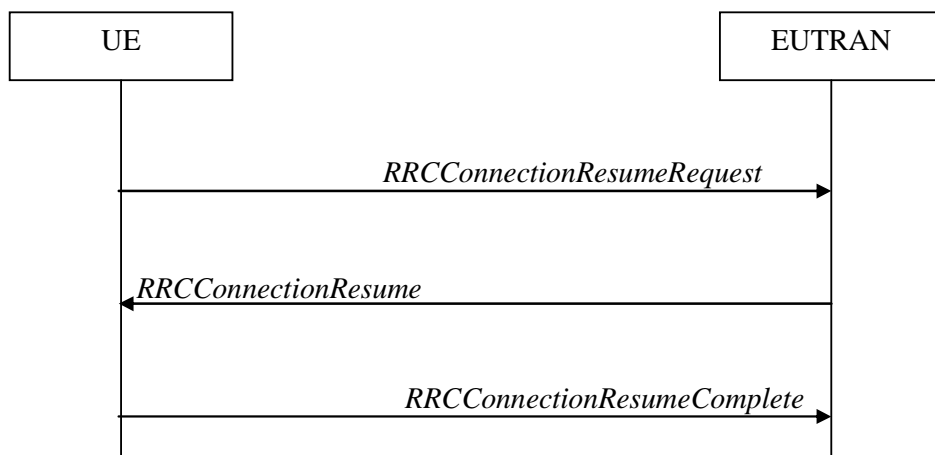 UE
EUTRAN
RRCConnectionResumeRequest
RRCConnectionResume
RRCConnectionResumeComplete